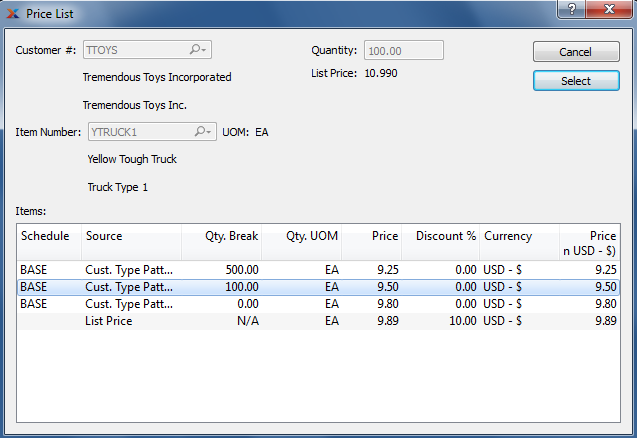 Price List
Customer #: TTOYS Quantity: 100.00 Cancel
Tremendous Toys Incorporated List Price: 10.990 Select
Tremendous Toys Inc.
Item Number: YTRUCK1 UOM: EA
Yellow Tough Truck
Truck Type 1
Items:
Schedule Source Qty. Break Qty. UOM Price Discount % Currency Price
n USD - $)
BASE Cust. Type Patt... 500.00 EA 9.25 0.00 USD - $ 9.25
BASE Cust. Type Patt... 100.00 EA 9.50 0.00 USD - $ 9.50
BASE Cust. Type Patt... 0.00 EA 9.80 0.00 USD - $ 9.80
List Price N/A EA 9.89 10.00 USD - $ 9.89